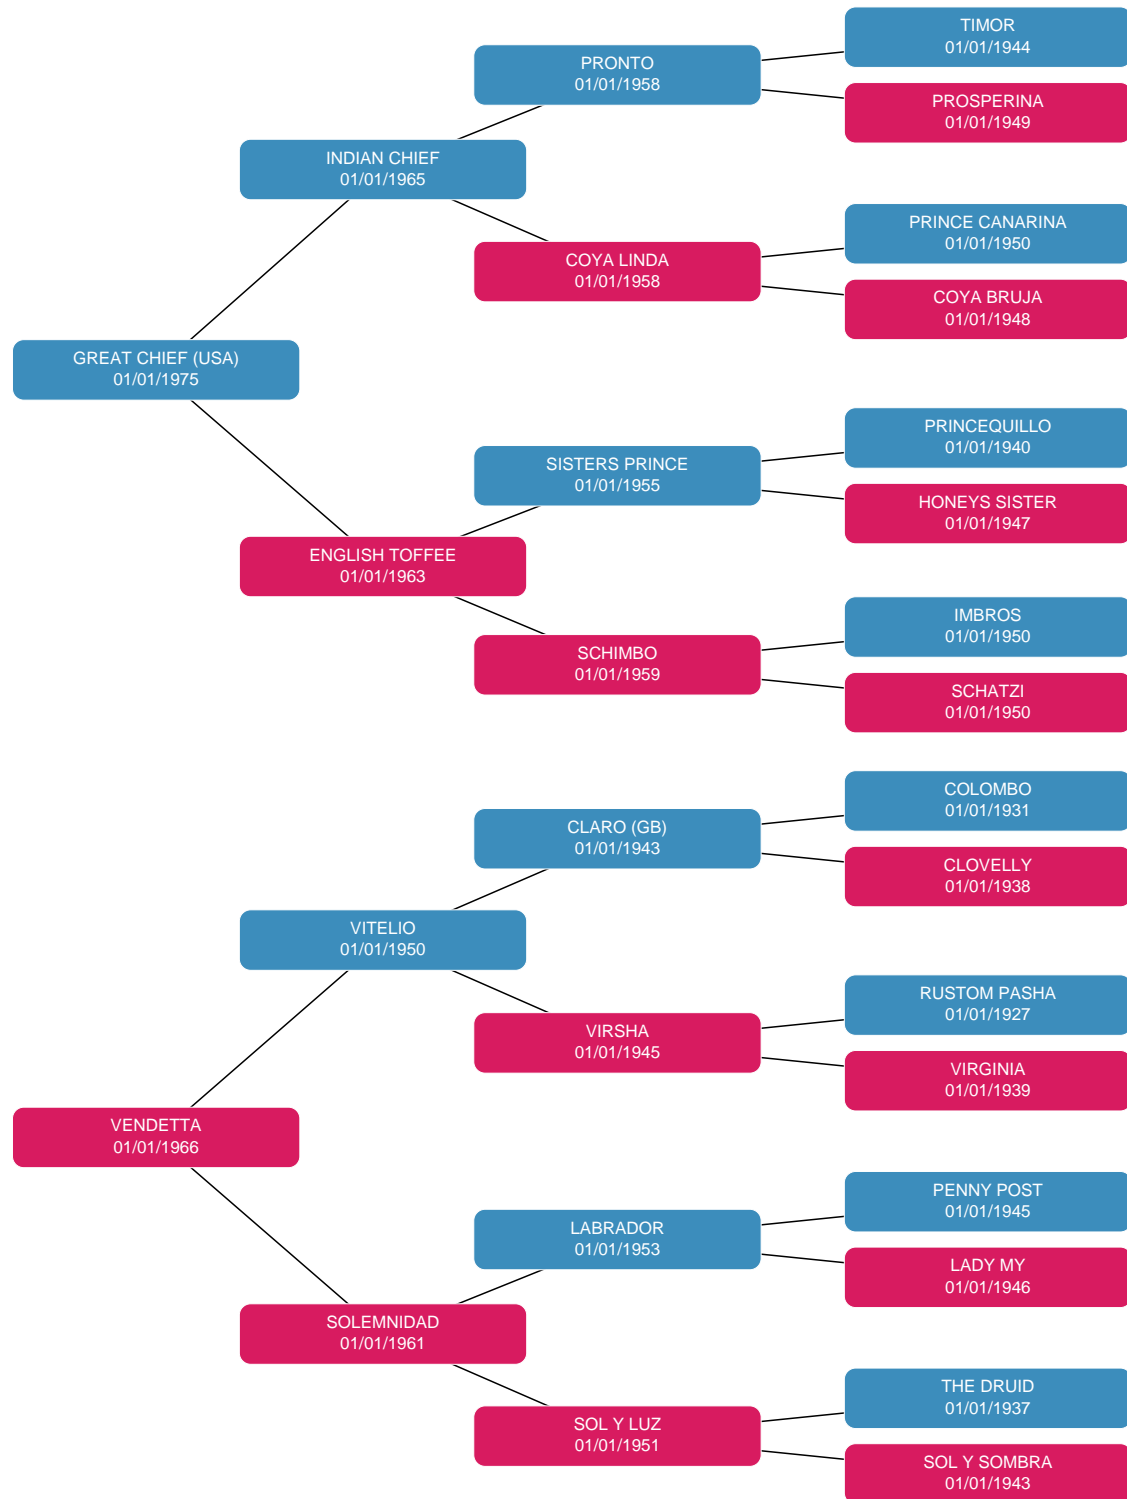 TIMOR
01/01/1944
PRONTO
01/01/1958
PROSPERINA
01/01/1949
INDIAN CHIEF
01/01/1965
PRINCE CANARINA
01/01/1950
COYA LINDA
01/01/1958
COYA BRUJA
01/01/1948
GREAT CHIEF (USA)
01/01/1975
PRINCEQUILLO
01/01/1940
SISTERS PRINCE
01/01/1955
HONEYS SISTER
01/01/1947
ENGLISH TOFFEE
01/01/1963
IMBROS
01/01/1950
SCHIMBO
01/01/1959
SCHATZI
01/01/1950
COLOMBO
01/01/1931
CLARO (GB)
01/01/1943
CLOVELLY
01/01/1938
VITELIO
01/01/1950
RUSTOM PASHA
01/01/1927
VIRSHA
01/01/1945
VIRGINIA
01/01/1939
VENDETTA
01/01/1966
PENNY POST
01/01/1945
LABRADOR
01/01/1953
LADY MY
01/01/1946
SOLEMNIDAD
01/01/1961
THE DRUID
01/01/1937
SOL Y LUZ
01/01/1951
SOL Y SOMBRA
01/01/1943